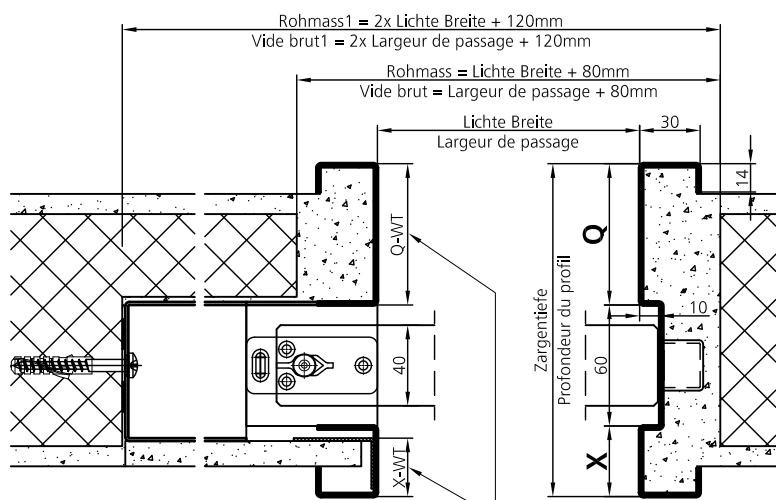 Rohmass1 = 2x Lichte Breite + 120mm
Vide brut1 = 2x Largeur de passage + 120mm
Rohmass = Lichte Breite + 80mm
Vide brut = Largeur de passage + 80mm
Lichte Breite
Largeur de passage
30
14
Q-WT
Zargentiefe
Profondeur du profil
Q
10
40
60
X-WT
X